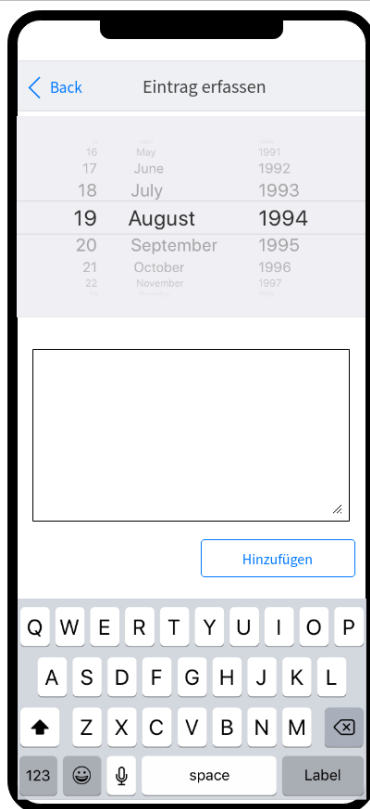 Back Eintrag erfassen
16 May 1991
17 June 1992
18 July 1993
19 August 1994
20 September 1995
21 October 1996
22 November 1997
Hinzufügen
Q W E R T Y U I O P
A S D F G H J K L
Z X C V B N M
123 space Label